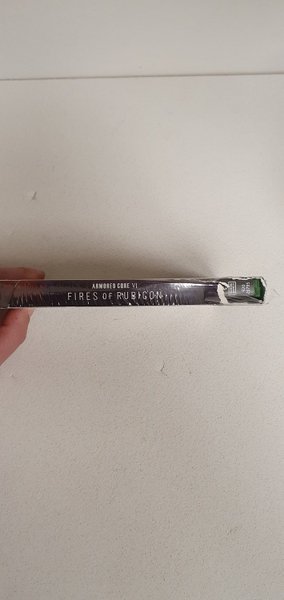 ARMORED CORE VI
FIRES OF RUBICON